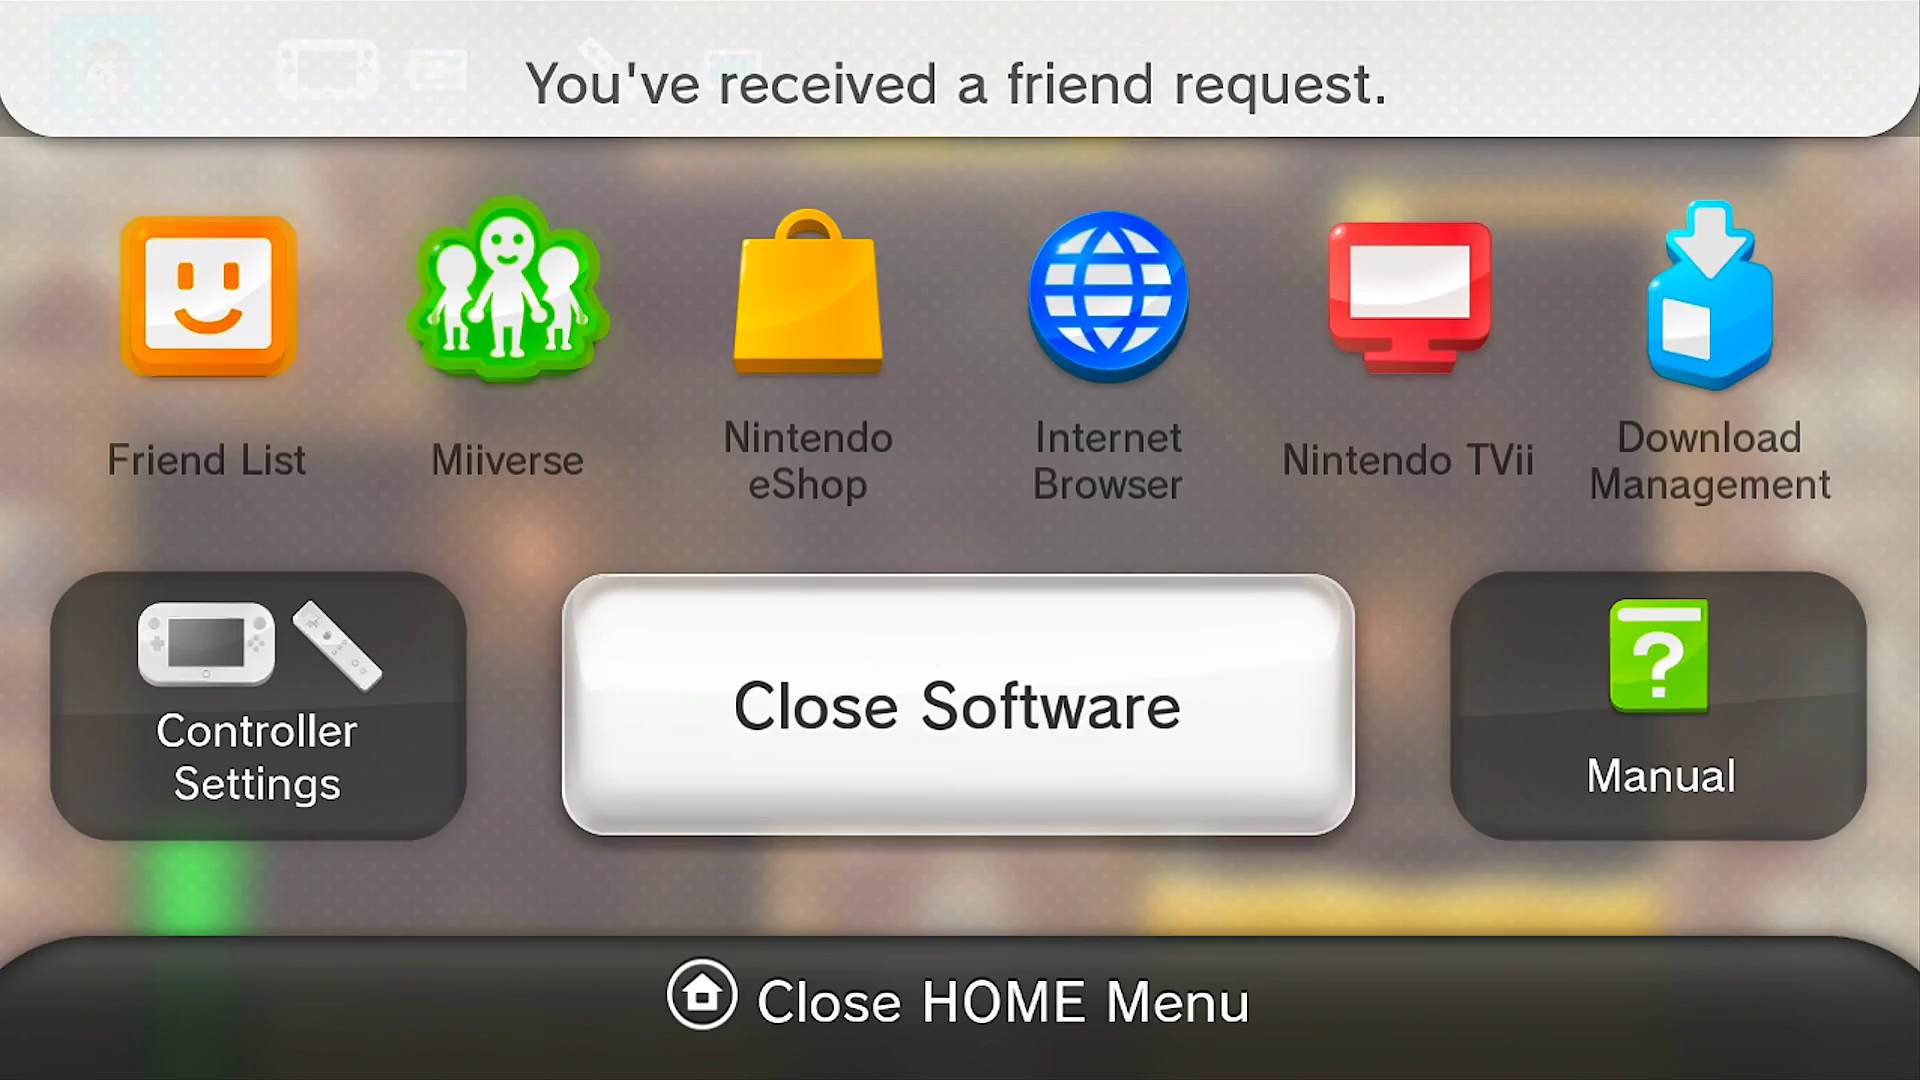 You've received a friend request.
Friend List
Miiverse
Nintendo
eShop
Internet
Browser
Nintendo TVii
Download
Management
Controller
Settings
Close Software
?
Manual
Close HOME Menu